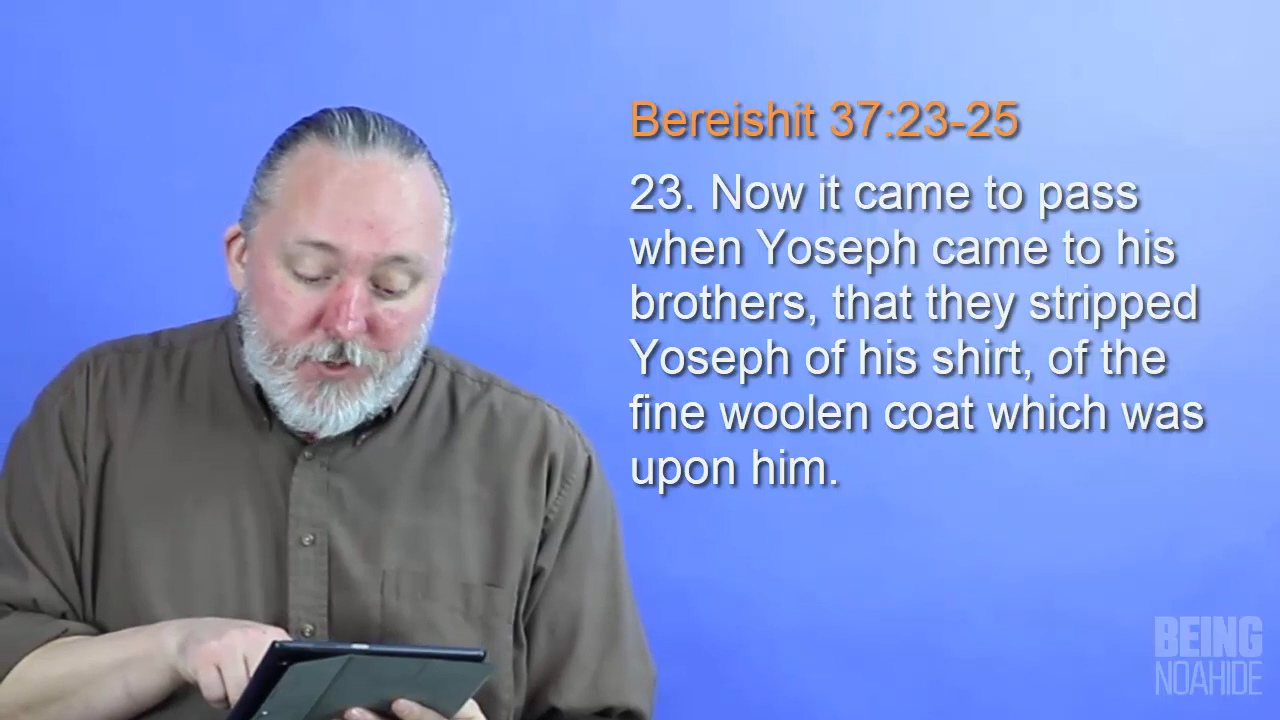 Bereishit 37:23-25
23. Now it came to pass
when Yoseph came to his
brothers, that they stripped
Yoseph of his shirt, of the
fine woolen coat which was
upon him.
BEING
NOAHIDE